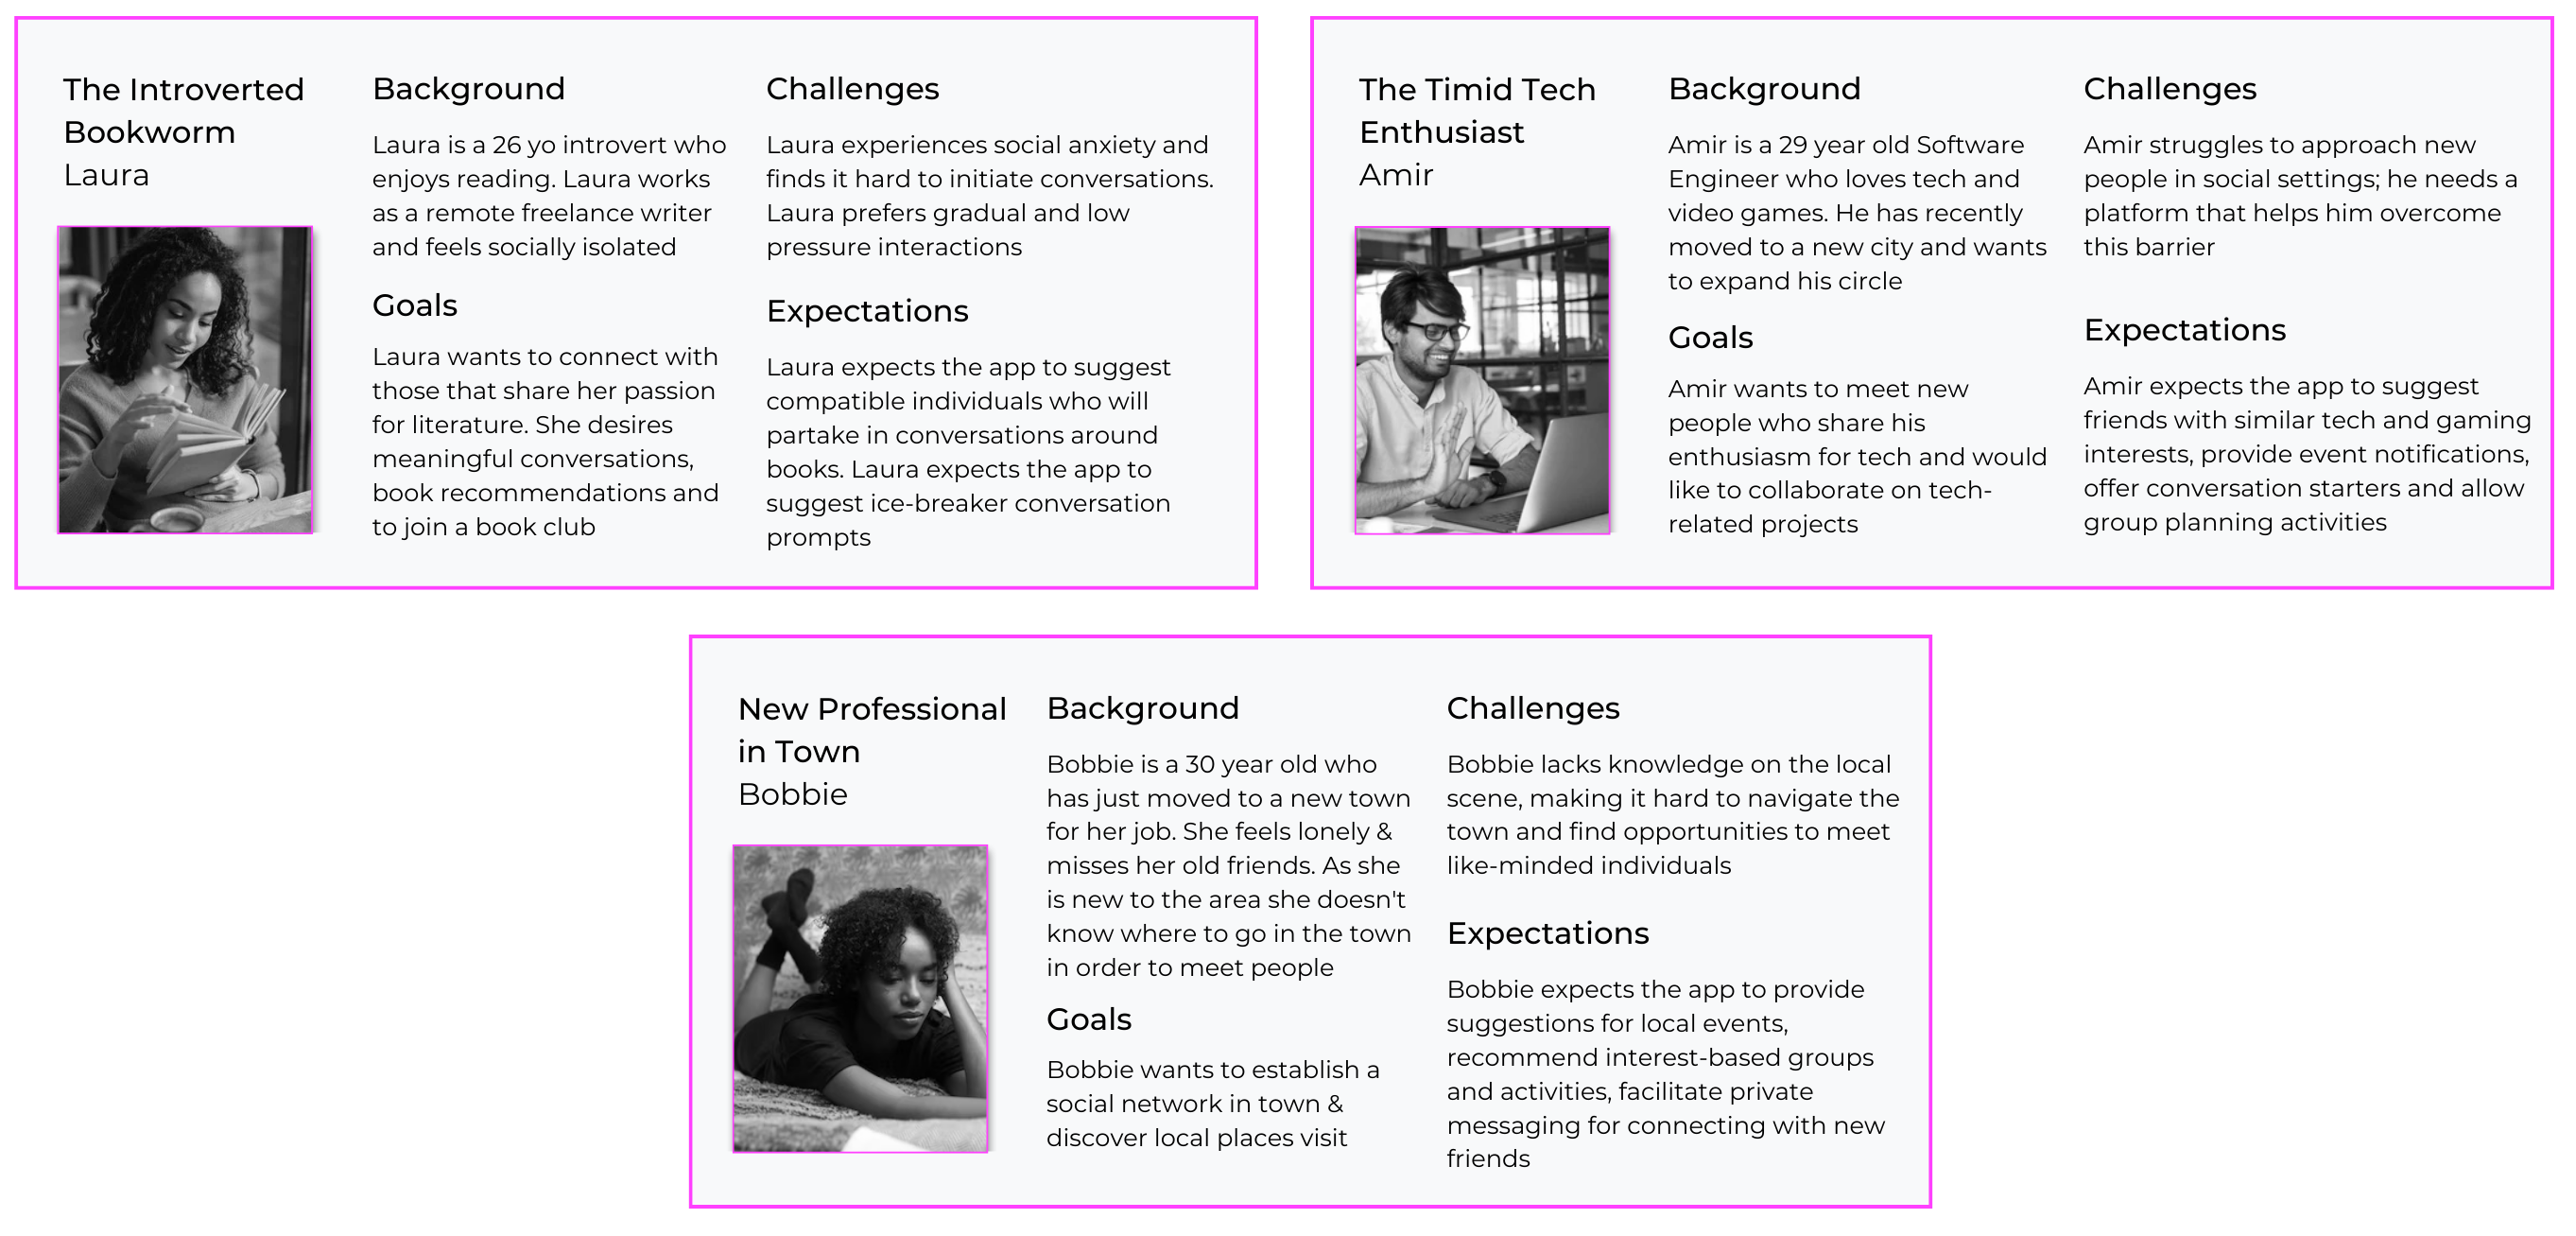 The Introverted
Bookworm
Laura
Background
Laura is a 26 yo introvert who
enjoys reading. Laura works
as a remote freelance writer
and feels socially isolated
Goals
Laura wants to connect with
those that share her passion
for literature. She desires
meaningful conversations,
book recommendations and
to join a book club
Challenges
Laura experiences social anxiety and
finds it hard to initiate conversations.
Laura prefers gradual and low
pressure interactions
Expectations
Laura expects the app to suggest
compatible individuals who will
partake in conversations around
books. Laura expects the app to
suggest ice-breaker conversation
prompts
The Timid Tech
Enthusiast
Amir
Background
Amir is a 29 year old Software
Engineer who loves tech and
video games. He has recently
moved to a new city and wants
to expand his circle
Goals
Amir wants to meet new
people who share his
enthusiasm for tech and would
like to collaborate on tech-
related projects
Challenges
Amir struggles to approach new
people in social settings; he needs a
platform that helps him overcome
this barrier
Expectations
Amir expects the app to suggest
friends with similar tech and gaming
interests, provide event notifications,
offer conversation starters and allow
group planning activities
New Professional
in Town
Bobbie
Background
Bobbie is a 30 year old who
has just moved to a new town
for her job. She feels lonely &
misses her old friends. As she
is new to the area she doesn't
know where to go in the town
in order to meet people
Goals
Bobbie wants to establish a
social network in town &
discover local places visit
Challenges
Bobbie lacks knowledge on the local
scene, making it hard to navigate the
town and find opportunities to meet
like-minded individuals
Expectations
Bobbie expects the app to provide
suggestions for local events,
recommend interest-based groups
and activities, facilitate private
messaging for connecting with new
friends